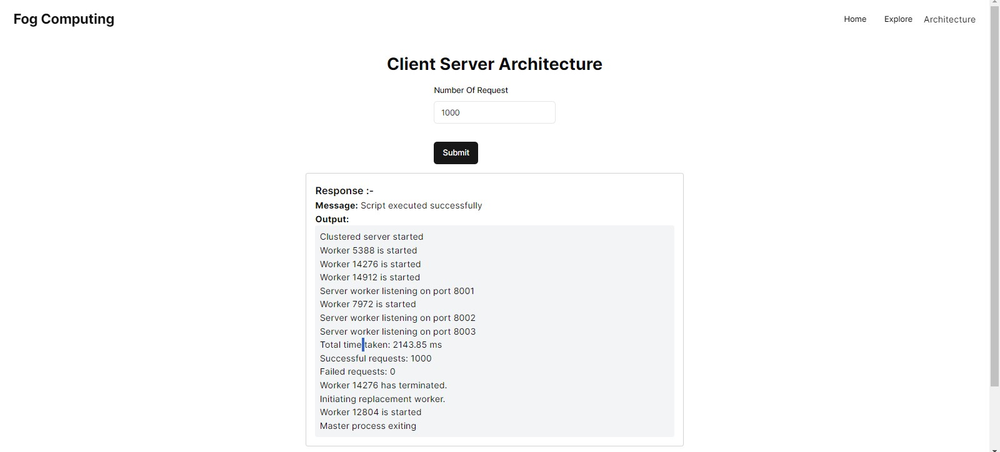 Fog Computing
Home Explore Architecture
Client Server Architecture
Number Of Request
1000
Submit
Response :-
Message: Script executed successfully
Output:
Clustered server started
Worker 5388 is started
Worker 14276 is started
Worker 14912 is started
Server worker listening on port 8001
Worker 7972 is started
Server worker listening on port 8002
Server worker listening on port 8003
Total time taken: 2143.85 ms
Successful requests: 1000
Failed requests: 0
Worker 14276 has terminated.
Initiating replacement worker.
Worker 12804 is started
Master process exiting